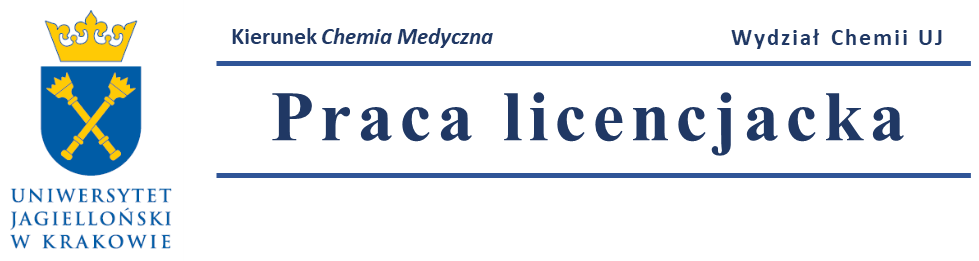 Kierunek Chemia Medyczna
Wydział Chemii UJ
Praca licencjacka
UNIWERSYTET
JAGIELLOŃSKI
W KRAKOWIE